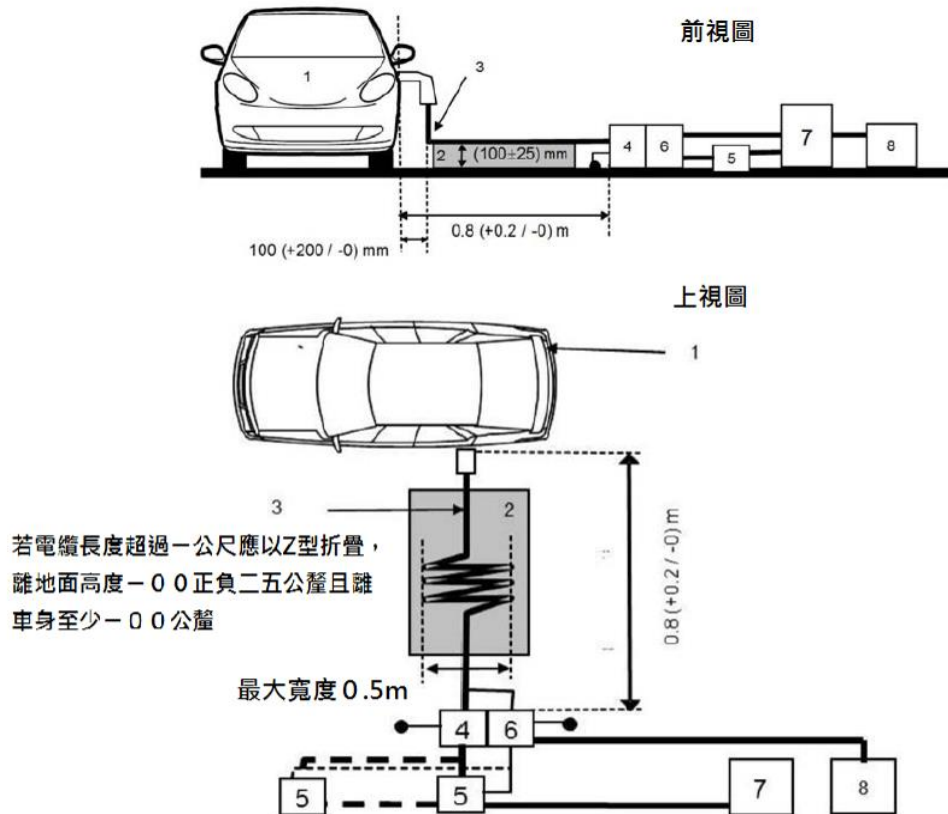 前視圖
1
3
2
(100±25) mm
4
6
5
7
8
0.8 (+0.2 / -0) m
100 (+200 / -0) mm
上視圖
1
3
2
若電纜長度超過一公尺應以Z型折疊，
離地面高度一００正負二五公釐且離
車身至少一００公釐
0.8 (+0.2 / -0) m
最大寬度０.5m
4
6
5
5
7
8